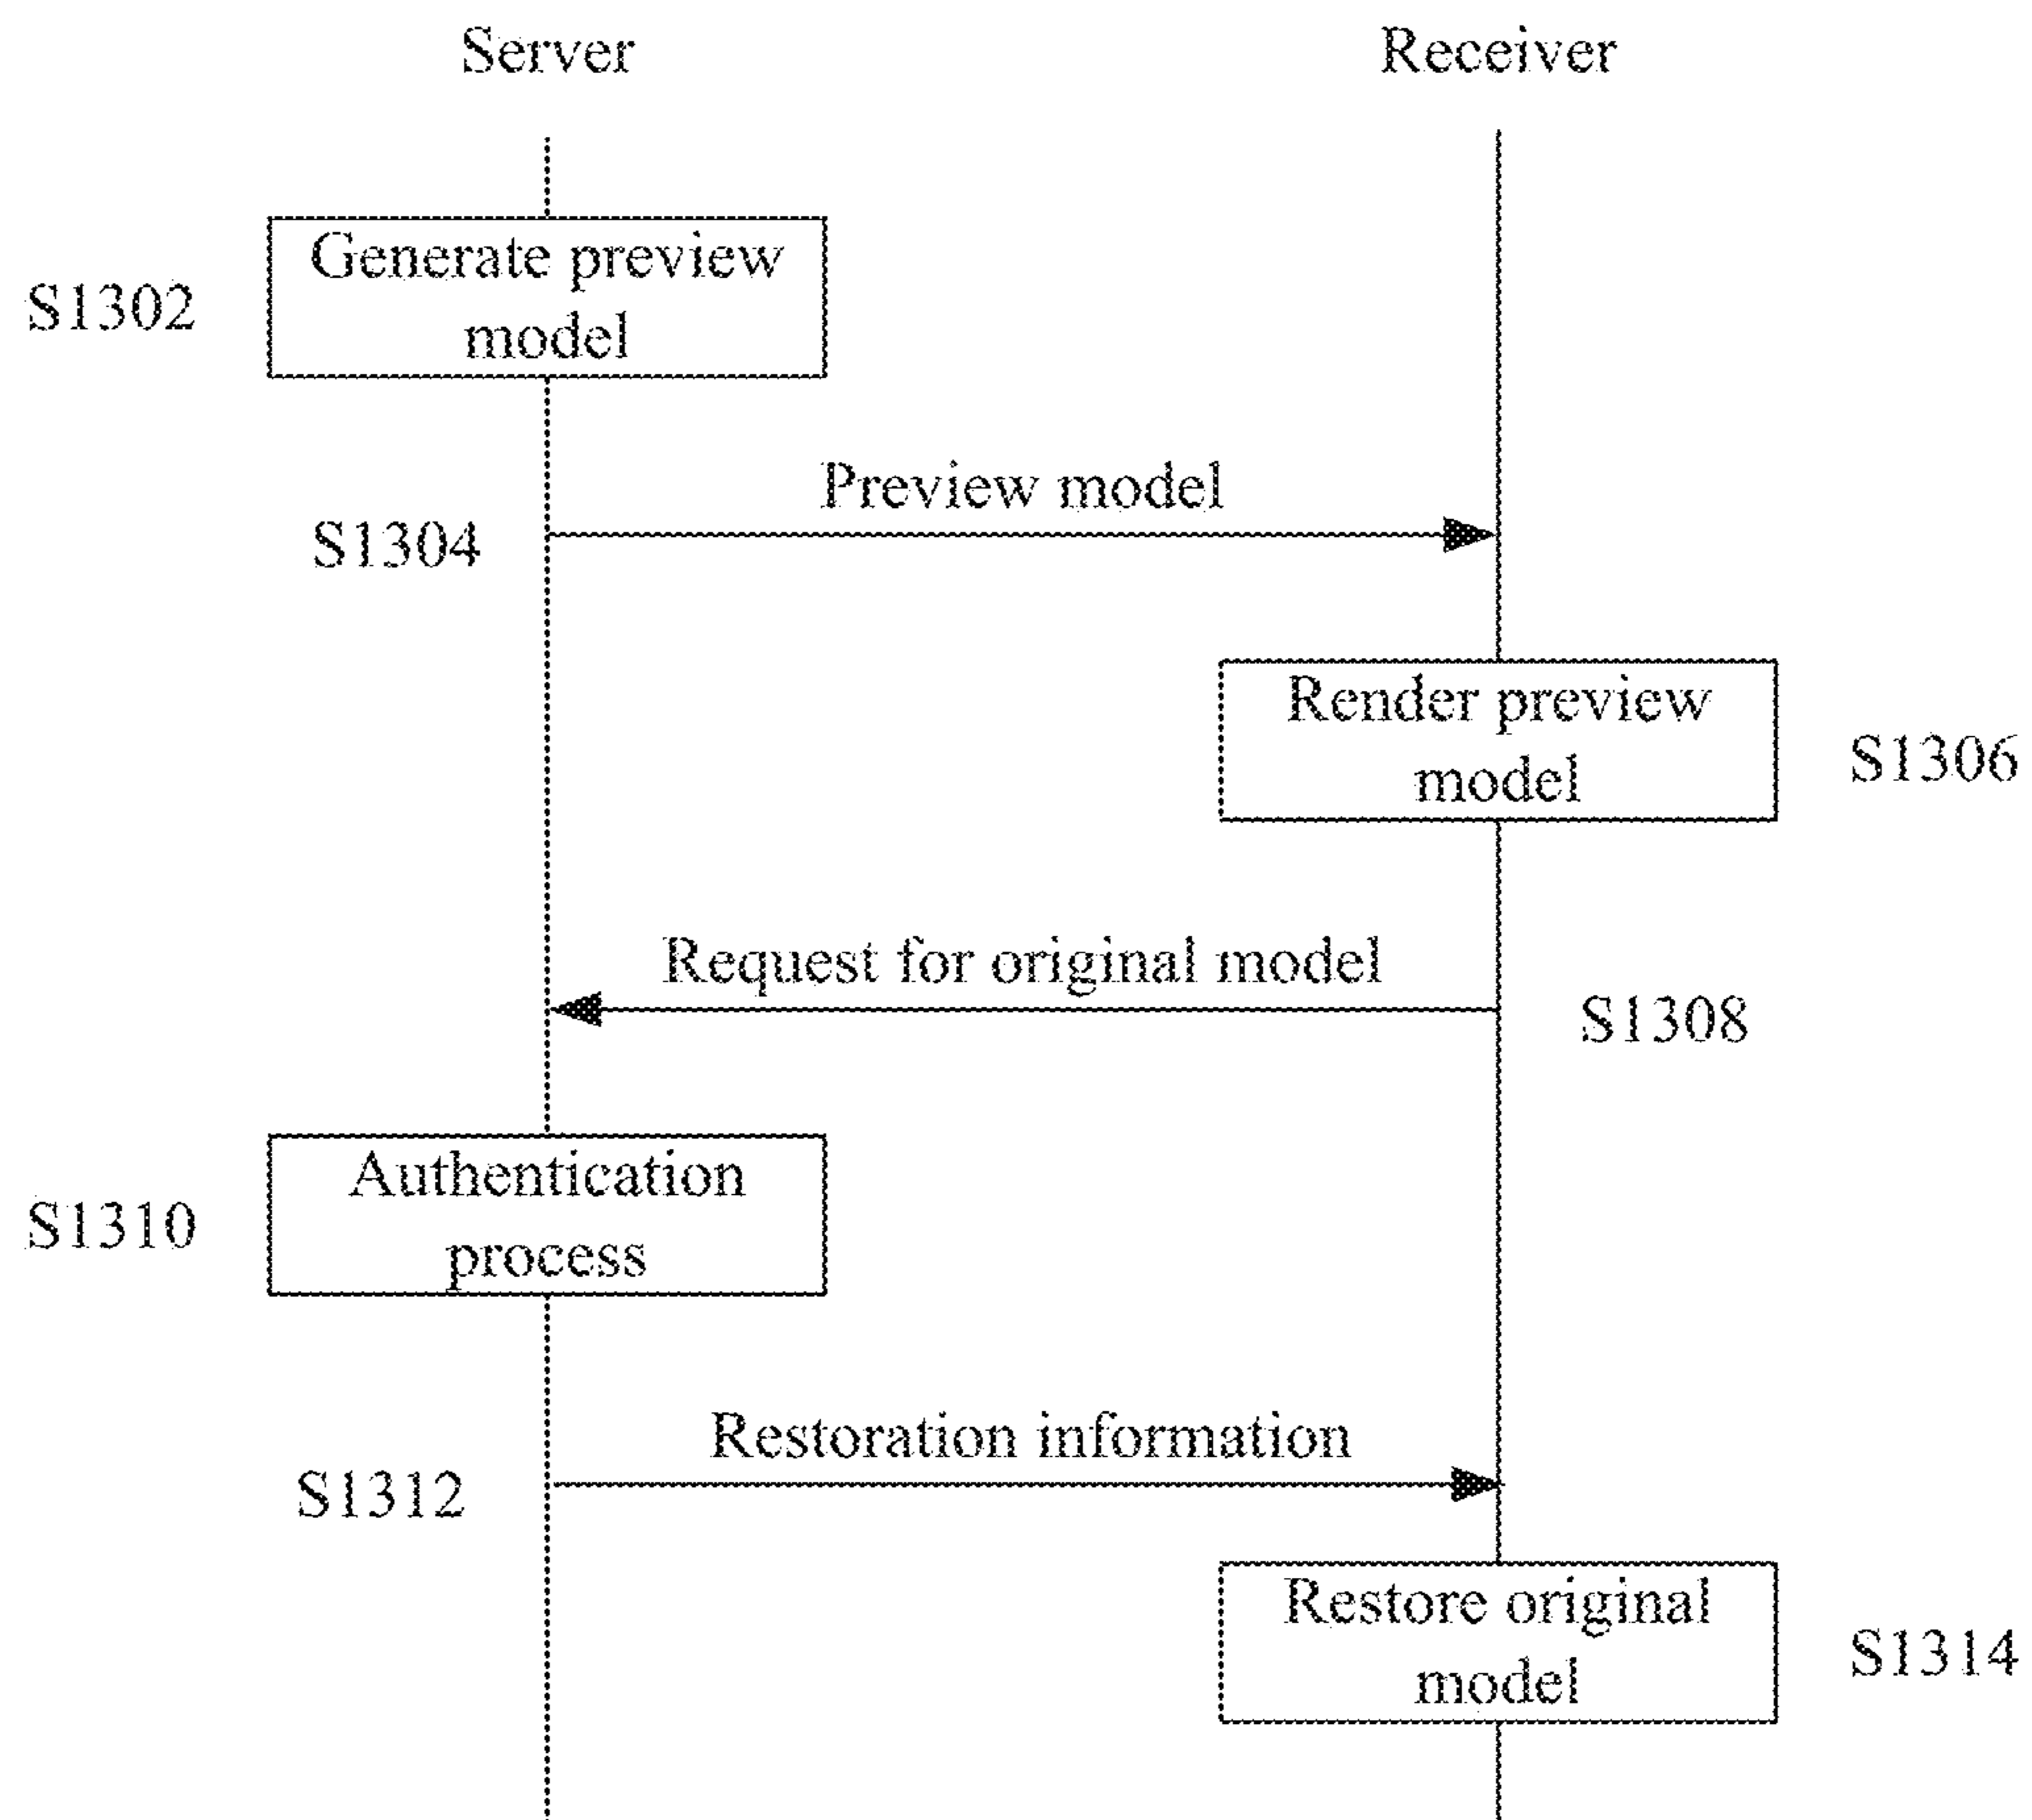 Server
Receiver
Generate preview
model
S1302
Preview model
S1304
Render preview
model
S1306
Request for original model
S1308
Authentication
process
S1310
Restoration information
S1312
Restore original
model
S1314